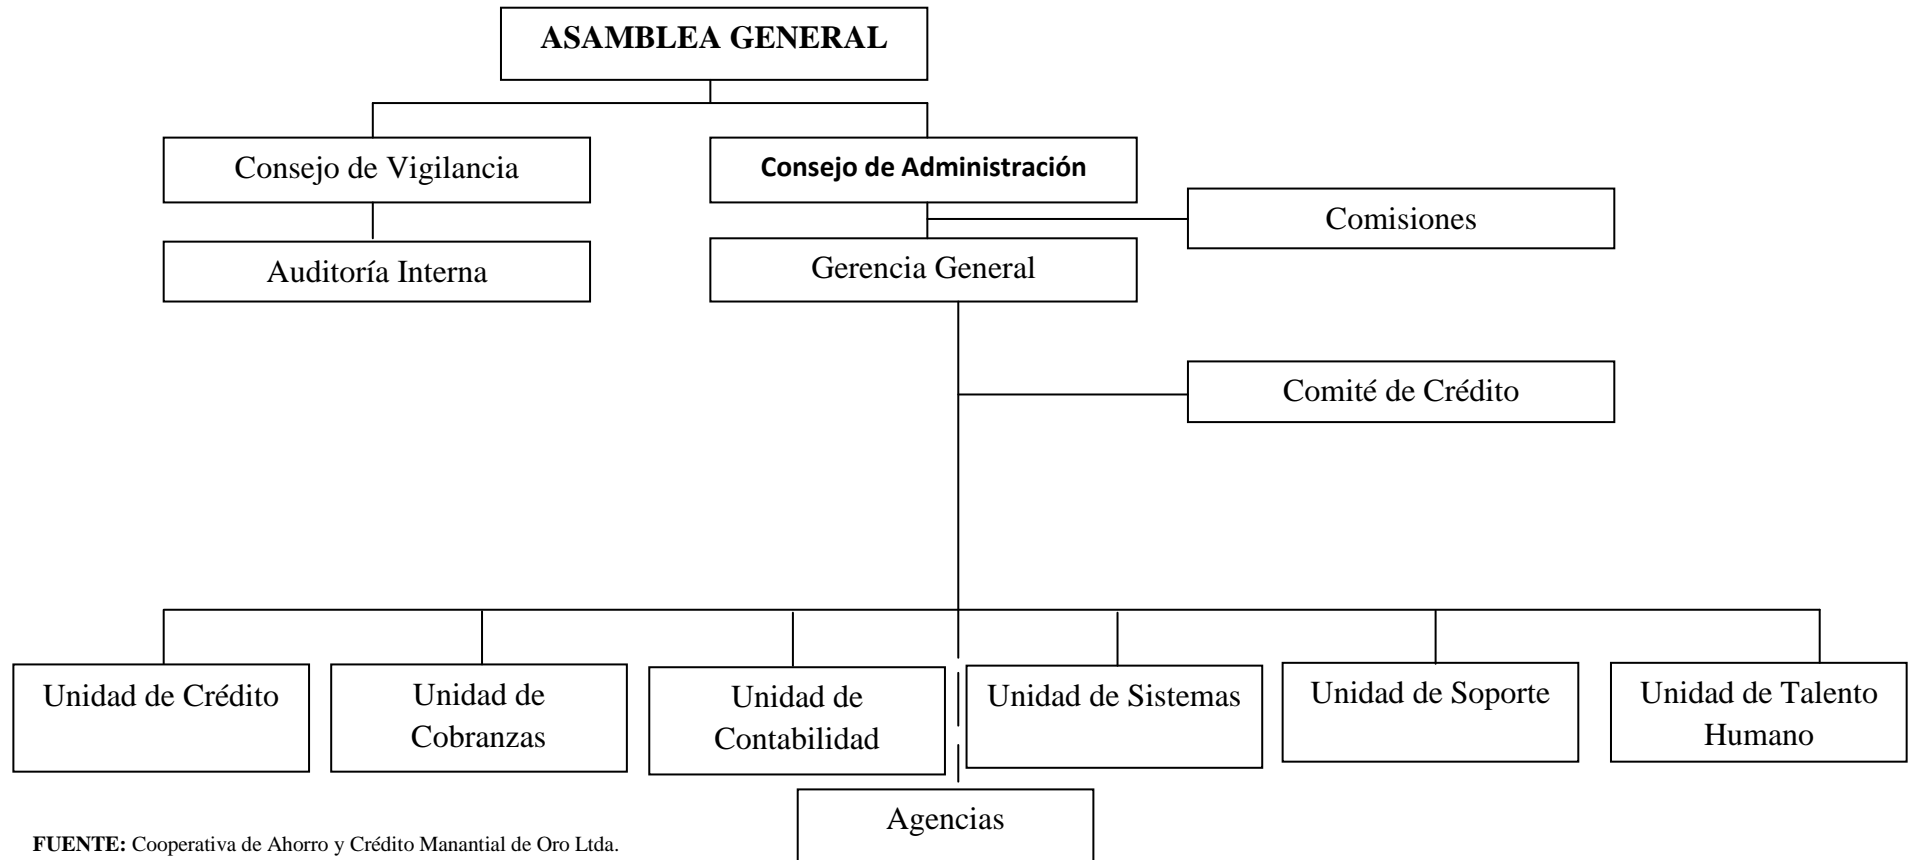 ASAMBLEA GENERAL
Consejo de Vigilancia
Consejo de Administración
Comisiones
Auditoría Interna
Gerencia General
Comité de Crédito
Unidad de Crédito
Unidad de
Cobranzas
Unidad de
Contabilidad
Unidad de Sistemas
Unidad de Soporte
Unidad de Talento
Humano
Agencias
FUENTE: Cooperativa de Ahorro y Crédito Manantial de Oro Ltda.